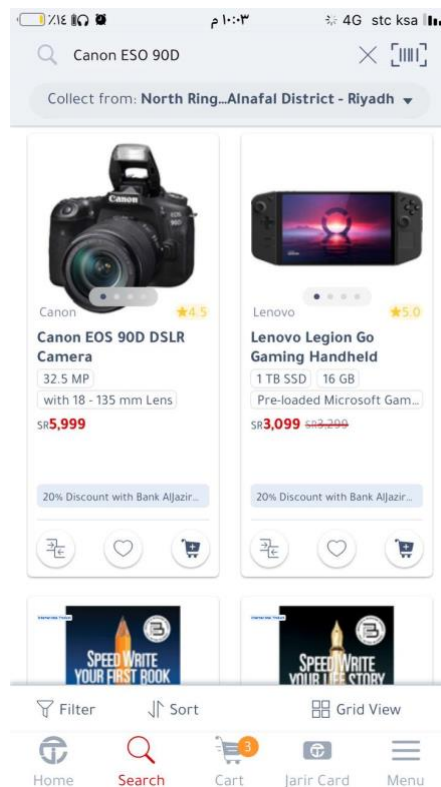 ٪١٤ ١٠:٠٣ م 4G stc ksa
Canon ESO 90D
Collect from: North Ring...Alnafal District - Riyadh
Canon
Canon 4.5
Canon EOS 90D DSLR
Camera
32.5 MP
with 18 - 135 mm Lens
SR5,999
20% Discount with Bank AlJazir...
Lenovo 5.0
Lenovo Legion Go
Gaming Handheld
1 TB SSD 16 GB
Pre-loaded Microsoft Gam...
SR3,099 SR3,299
20% Discount with Bank AlJazir...
SPEED WRITE
YOUR FIRST BOOK
SPEED WRITE
YOUR LIFE STORY
Filter Sort Grid View
3
Home Search Cart Jarir Card Menu